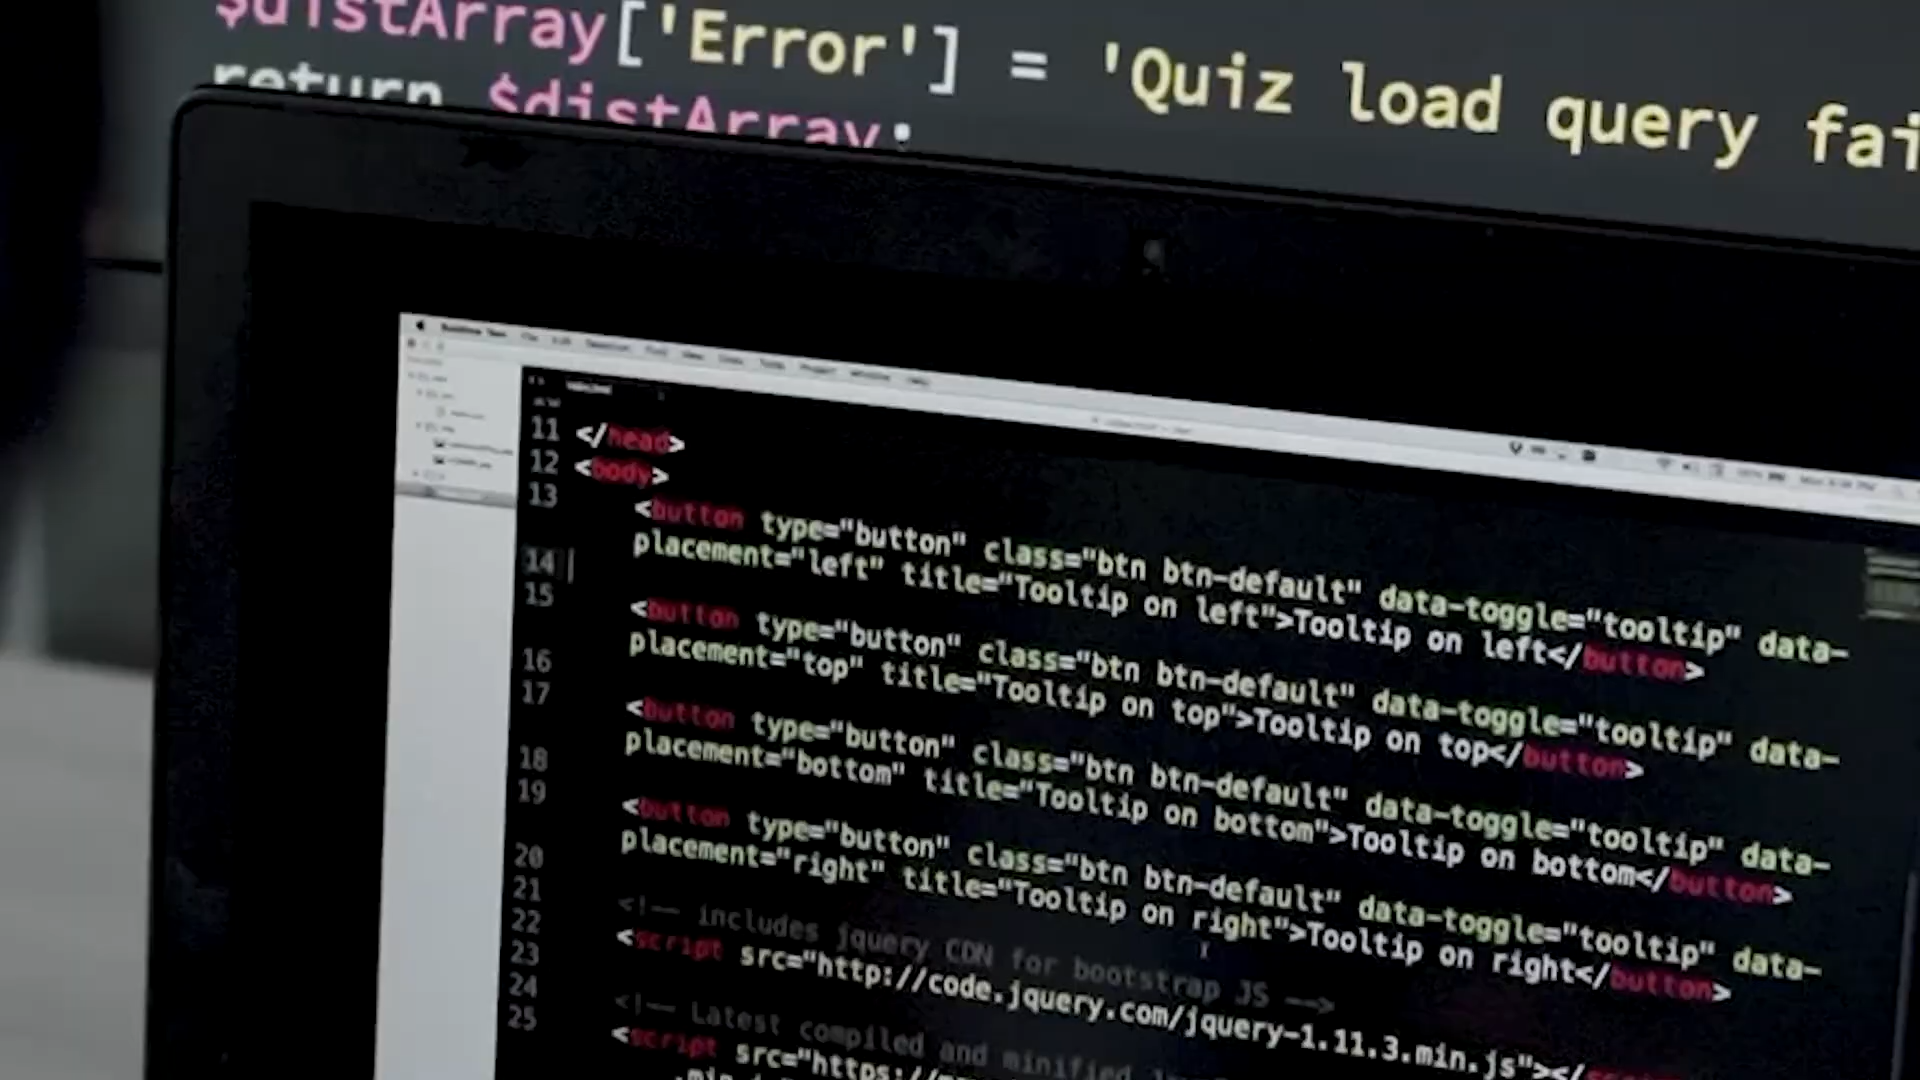 $distArray['Error'] = 'Quiz load query fai
return $distArray;
11 </head>
12 <body>
13
<button type="button" class="btn btn-default" data-toggle="tooltip" data-
14 placement="left" title="Tooltip on left">Tooltip on left</button>
15
<button type="button" class="btn btn-default" data-toggle="tooltip" data-
16 placement="top" title="Tooltip on top">Tooltip on top</button>
17
<button type="button" class="btn btn-default" data-toggle="tooltip" data-
18 placement="bottom" title="Tooltip on bottom">Tooltip on bottom</button>
19
<button type="button" class="btn btn-default" data-toggle="tooltip" data-
20 placement="right" title="Tooltip on right">Tooltip on right</button>
21
22 <!-- includes jquery CDN for bootstrap JS -->
23 <script src="http://code.jquery.com/jquery-1.11.3.min.js"></script
24 <!-- Latest compiled and minified
25 <script src="https://
.min.j